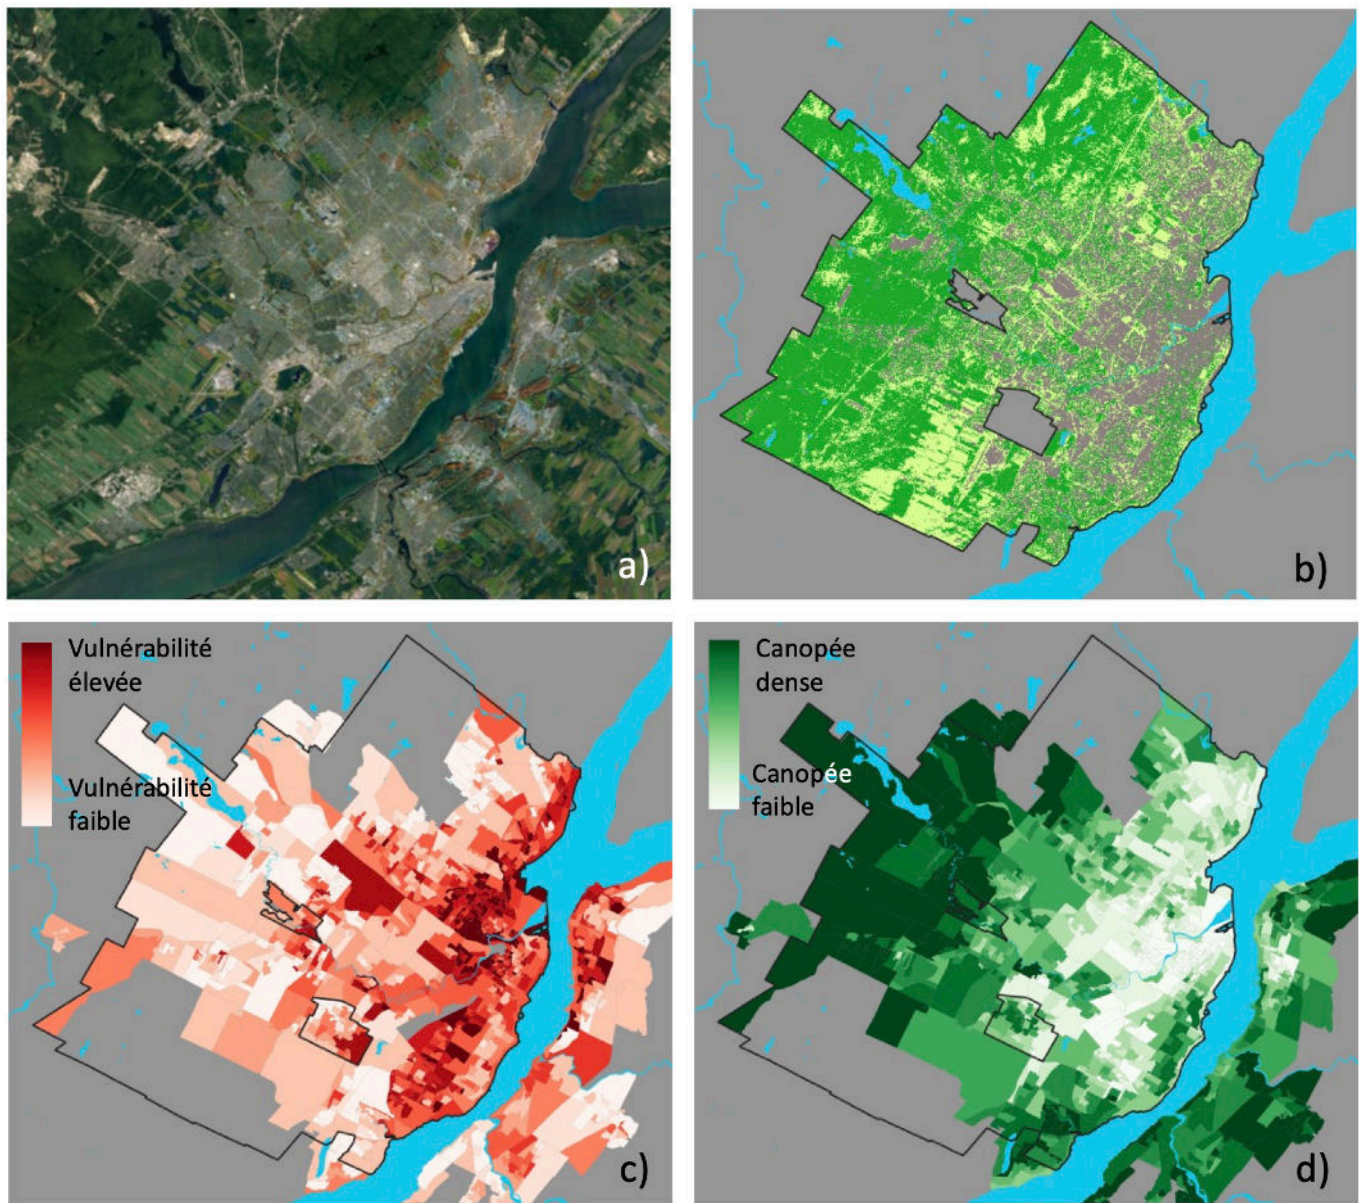 a)
b)
Vulnérabilité
élevée
Vulnérabilité
faible
c)
Canopée
dense
Canopée
faible
d)